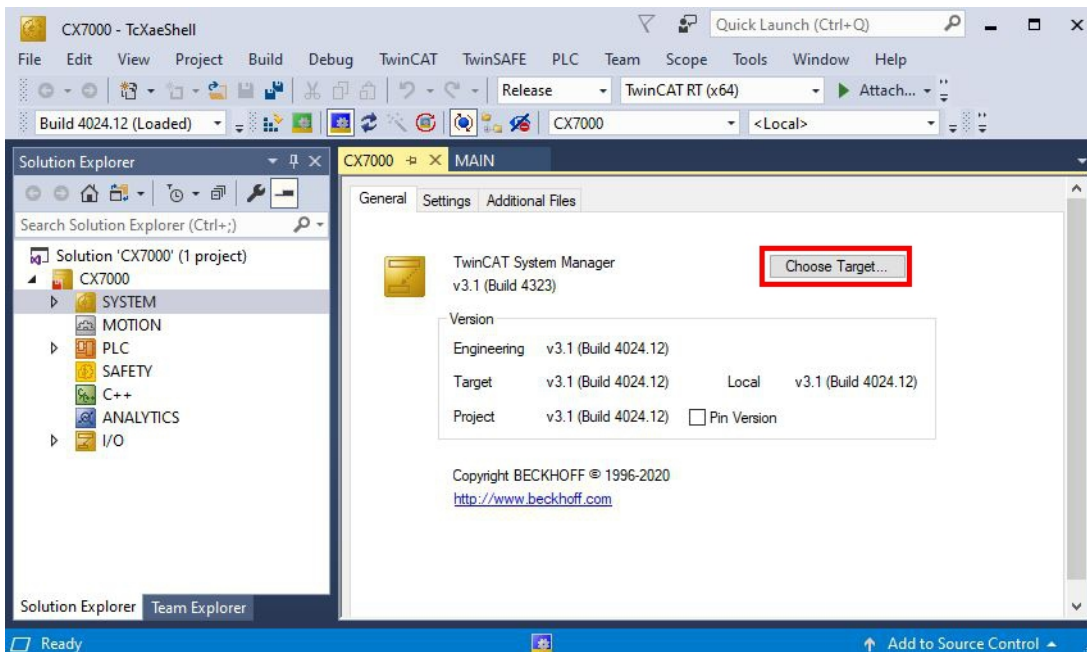 CX7000 - TcXaeShell
Quick Launch (Ctrl+Q)
File Edit View Project Build Debug TwinCAT TwinSAFE PLC Team Scope Tools Window Help
Release TwinCAT RT (x64) Attach...
Build 4024.12 (Loaded) CX7000 <Local>
Solution Explorer
CX7000 MAIN
General Settings Additional Files
Search Solution Explorer (Ctrl+;)
Solution 'CX7000' (1 project)
CX7000
SYSTEM
MOTION
PLC
SAFETY
C++
ANALYTICS
I/O
TwinCAT System Manager
v3.1 (Build 4323)
Choose Target...
Version
Engineering v3.1 (Build 4024.12)
Target v3.1 (Build 4024.12) Local v3.1 (Build 4024.12)
Project v3.1 (Build 4024.12) Pin Version
Copyright BECKHOFF © 1996-2020
http://www.beckhoff.com
Solution Explorer Team Explorer
Ready Add to Source Control